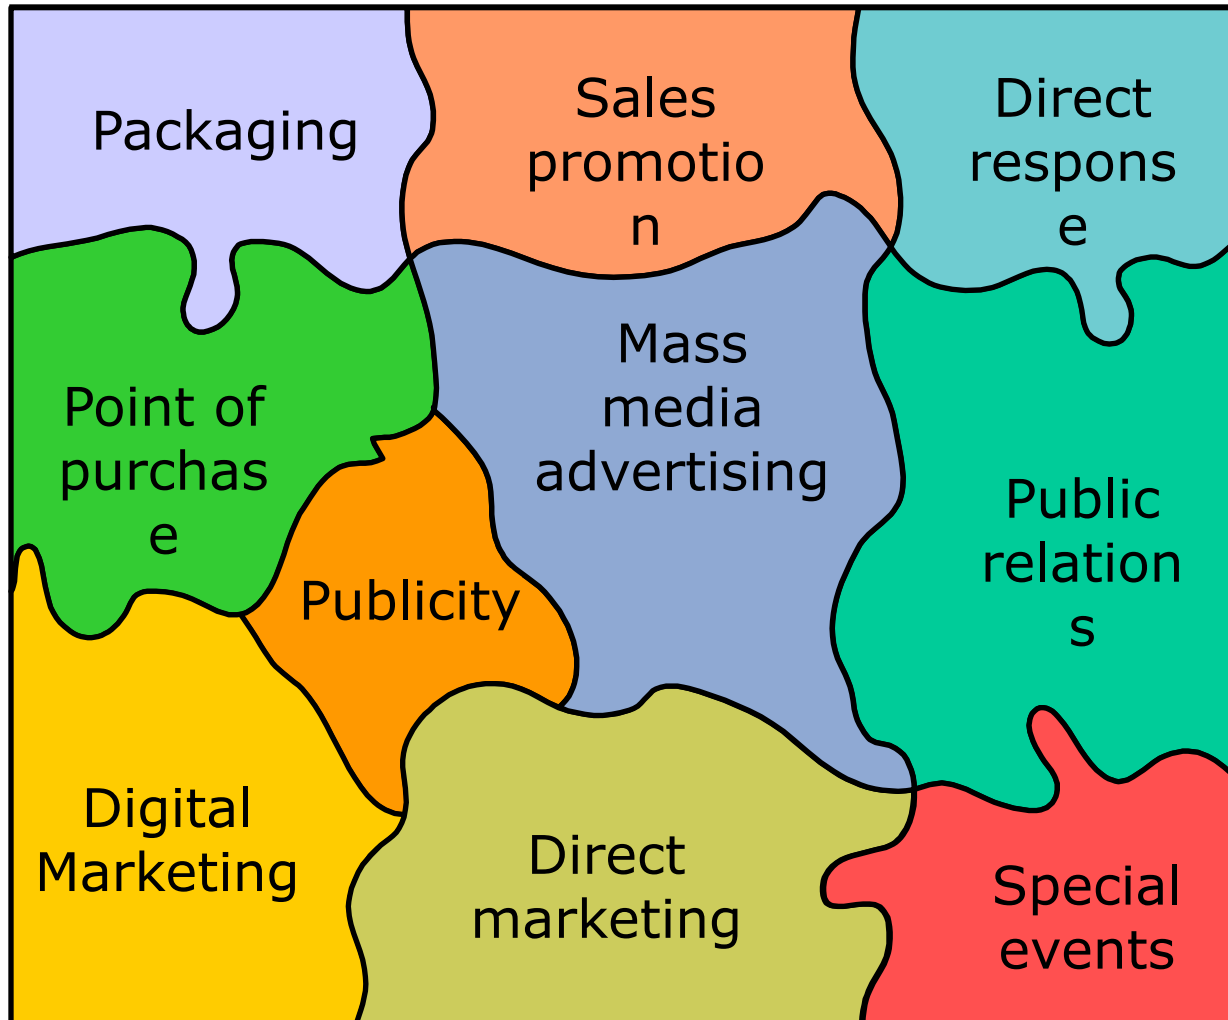 Packaging
Sales
promotio
n
Direct
respons
e
Point of
purchas
e
Mass
media
advertising
Public
relation
s
Publicity
Digital
Marketing
Direct
marketing
Special
events